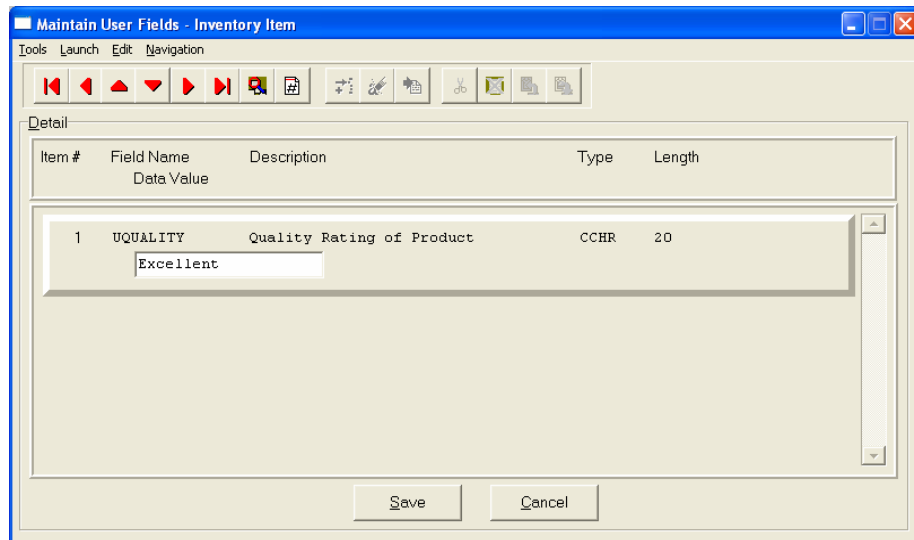 Maintain User Fields - Inventory Item
Tools Launch Edit Navigation
#
Detail
Item # Field Name Description Type Length
Data Value
1 UQUALITY Quality Rating of Product CCHR 20
Excellent
Save Cancel